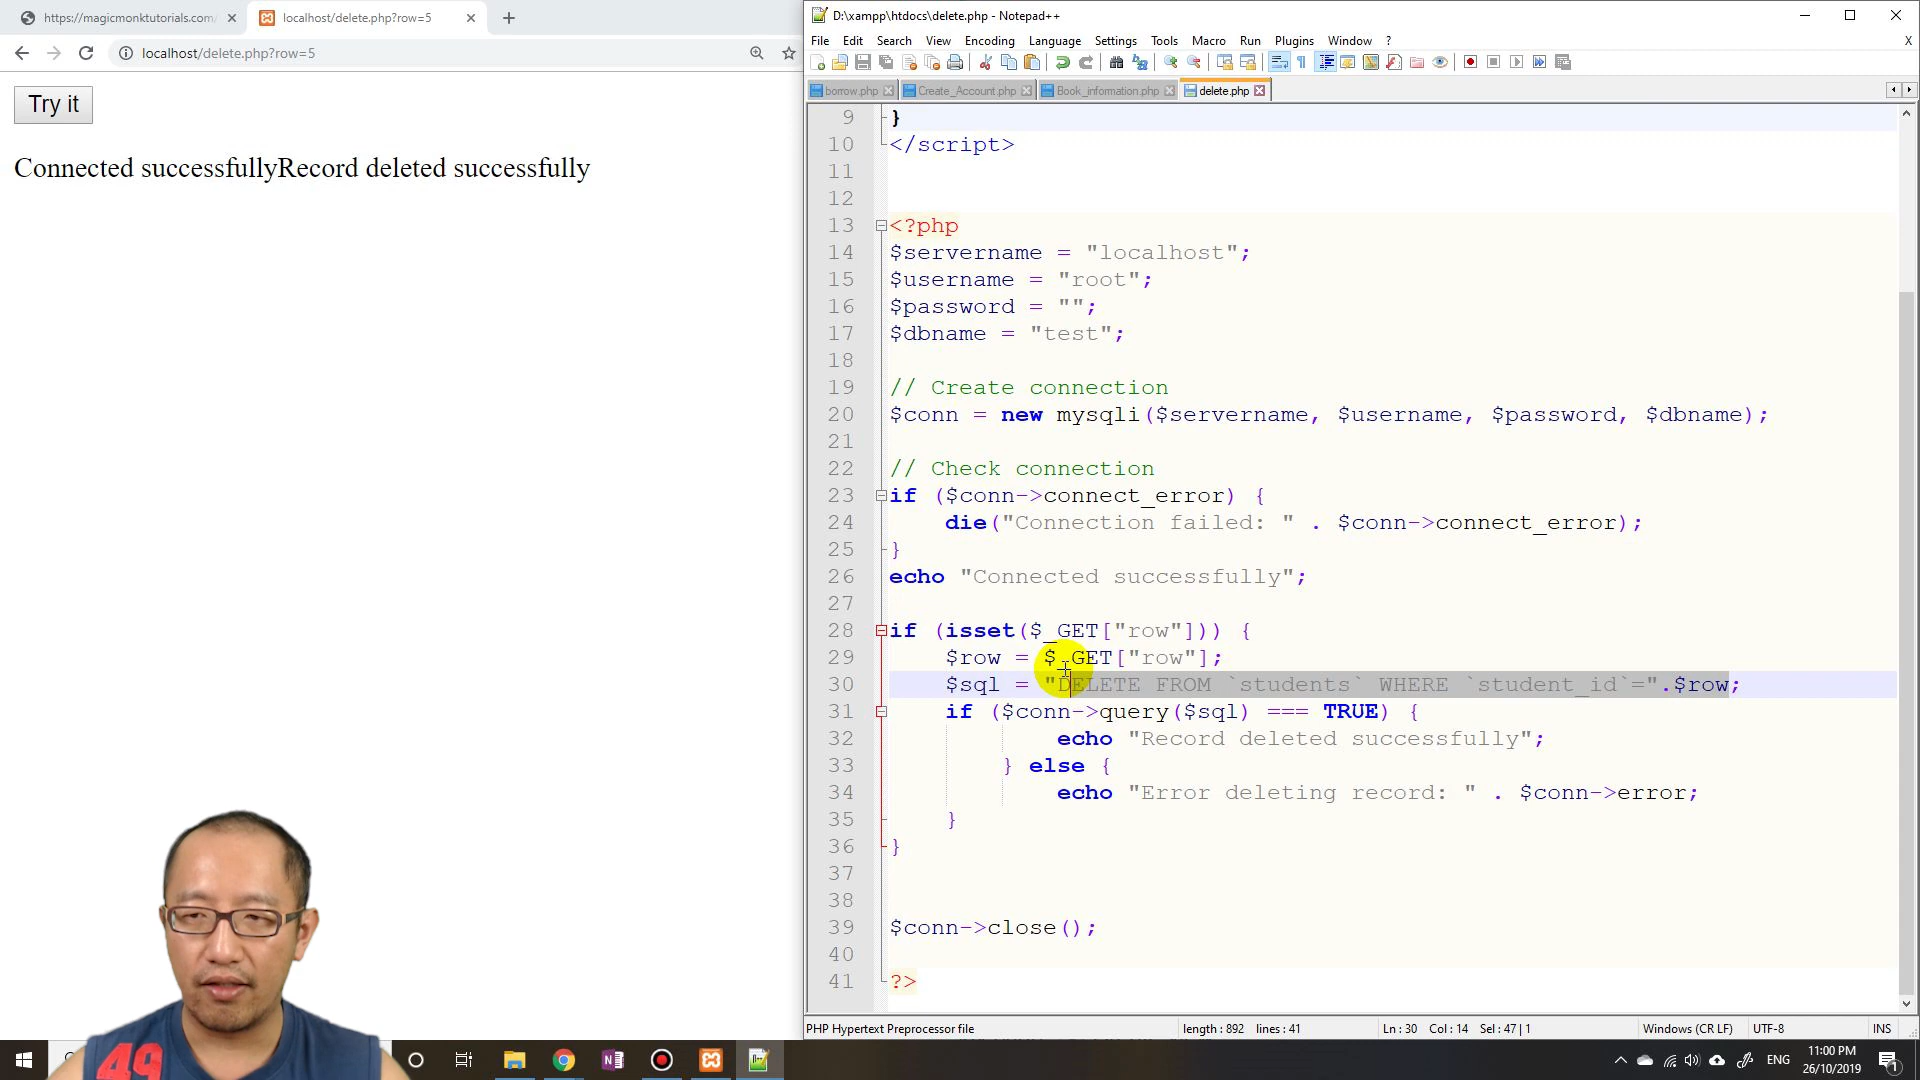 https://magicmonktutorials.com/
localhost/delete.php?row=5
localhost/delete.php?row=5
Try it
Connected successfullyRecord deleted successfully
D:\xampp\htdocs\delete.php - Notepad++
File Edit Search View Encoding Language Settings Tools Macro Run Plugins Window ?
X
borrow.php Create_Account.php Book_information.php delete.php
9 }
10 </script>
11
12
13 <?php
14 $servername = "localhost";
15 $username = "root";
16 $password = "";
17 $dbname = "test";
18
19 // Create connection
20 $conn = new mysqli($servername, $username, $password, $dbname);
21
22 // Check connection
23 if ($conn->connect_error) {
24 die("Connection failed: " . $conn->connect_error);
25 }
26 echo "Connected successfully";
27
28 if (isset($_GET["row"])) {
29 $row = $_GET["row"];
30 $sql = "DELETE FROM `students` WHERE `student_id`=".$row;
31 if ($conn->query($sql) === TRUE) {
32 echo "Record deleted successfully";
33 } else {
34 echo "Error deleting record: " . $conn->error;
35 }
36 }
37
38
39 $conn->close();
40
41 ?>
PHP Hypertext Preprocessor file length : 892 lines : 41 Ln : 30 Col : 14 Sel : 47 | 1 Windows (CR LF) UTF-8 INS
49
ENG
11:00 PM
26/10/2019
1